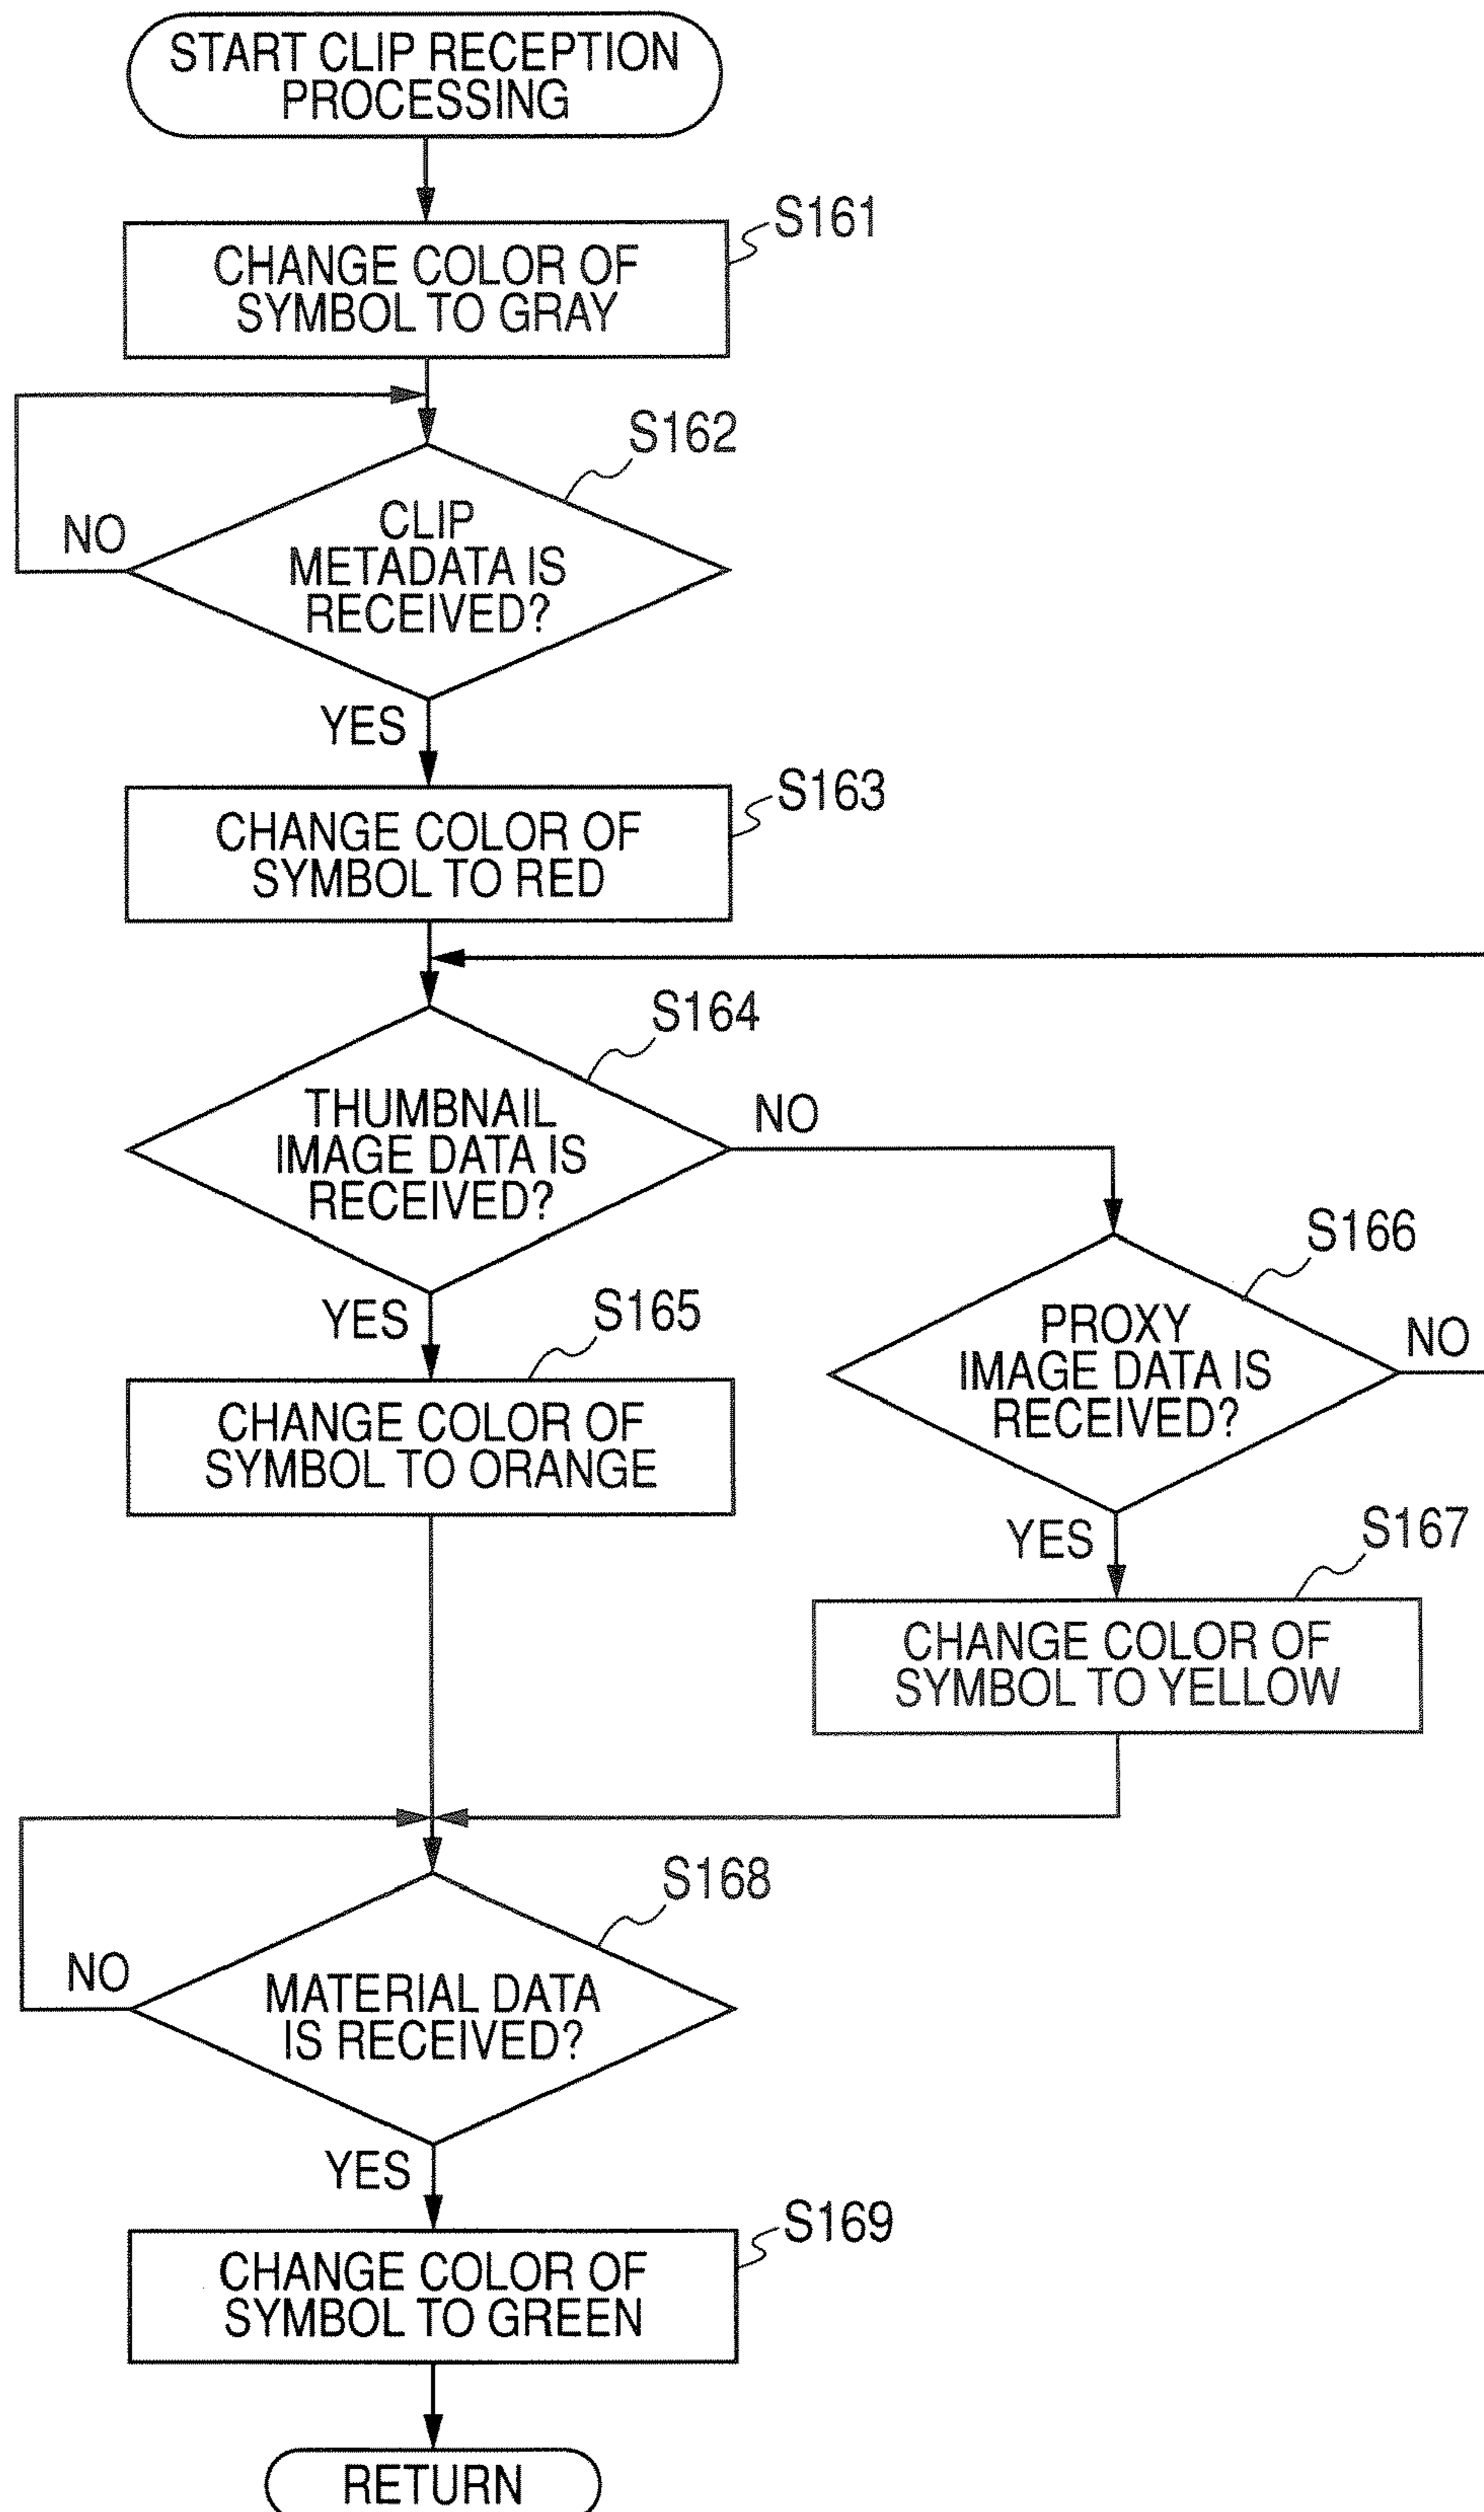 START CLIP RECEPTION
PROCESSING
S161
CHANGE COLOR OF
SYMBOL TO GRAY
S162
NO
CLIP
METADATA IS
RECEIVED?
YES
S163
CHANGE COLOR OF
SYMBOL TO RED
S164
THUMBNAIL
IMAGE DATA IS
RECEIVED?
NO
YES
S165
CHANGE COLOR OF
SYMBOL TO ORANGE
S166
PROXY
IMAGE DATA IS
RECEIVED?
NO
YES
S167
CHANGE COLOR OF
SYMBOL TO YELLOW
S168
NO
MATERIAL DATA
IS RECEIVED?
YES
S169
CHANGE COLOR OF
SYMBOL TO GREEN
RETURN